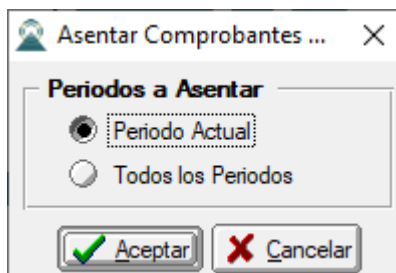 Asentar Comprobantes ...
Periodos a Asentar
Periodo Actual
Todos los Periodos
Aceptar Cancelar